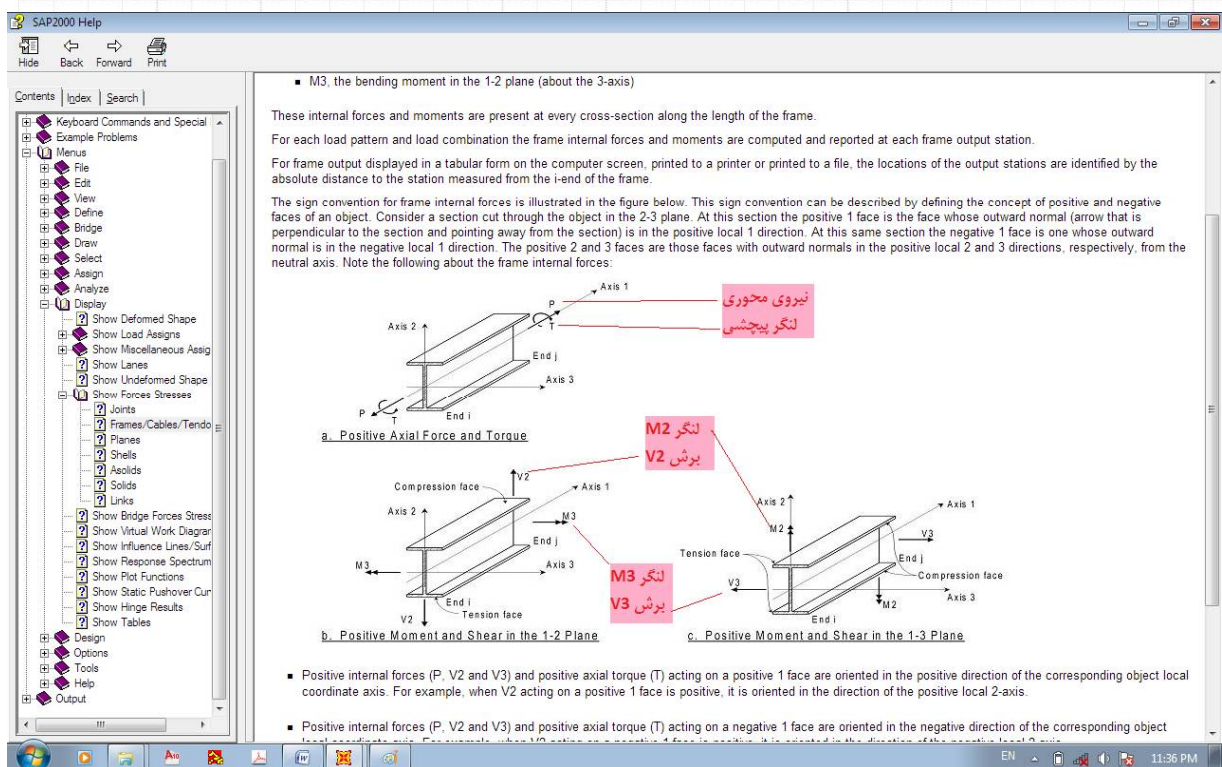 SAP2000 Help
Hide
Back
Forward
Print
Contents
Index
Search
Keyboard Commands and Special
Example Problems
Menus
File
Edit
View
Define
Bridge
Draw
Select
Assign
Analyze
Display
Show Deformed Shape
Show Load Assigns
Show Miscellaneous Assig
Show Lanes
Show Undeformed Shape
Show Forces Stresses
Joints
Frames/Cables/Tendo
Planes
Shells
Asolids
Solids
Links
Show Bridge Forces Stress
Show Virtual Work Diagrar
Show Influence Lines/Surf
Show Response Spectrum
Show Plot Functions
Show Static Pushover Cur
Show Hinge Results
Show Tables
Design
Options
Tools
Help
Output
▪ M3, the bending moment in the 1-2 plane (about the 3-axis)
These internal forces and moments are present at every cross-section along the length of the frame.
For each load pattern and load combination the frame internal forces and moments are computed and reported at each frame output station.
For frame output displayed in a tabular form on the computer screen, printed to a printer or printed to a file, the locations of the output stations are identified by the
absolute distance to the station measured from the i-end of the frame.
The sign convention for frame internal forces is illustrated in the figure below. This sign convention can be described by defining the concept of positive and negative
faces of an object. Consider a section cut through the object in the 2-3 plane. At this section the positive 1 face is the face whose outward normal (arrow that is
perpendicular to the section and pointing away from the section) is in the positive local 1 direction. At this same section the negative 1 face is one whose outward
normal is in the negative local 1 direction. The positive 2 and 3 faces are those faces with outward normals in the positive local 2 and 3 directions, respectively, from the
neutral axis. Note the following about the frame internal forces:
Axis 1
P
T
Axis 2
End j
Axis 3
P
T
End i
نیروی محوری
لنگر پیچشی
a. Positive Axial Force and Torque
لنگر M2
برش V2
V2
Compression face
Axis 1
Axis 2
M3
End j
M3
Axis 3
End i
V2
Tension face
لنگر M3
برش V3
b. Positive Moment and Shear in the 1-2 Plane
Axis 2
Axis 1
M2
V3
Tension face
End j
Compression face
V3
Axis 3
M2
End i
c. Positive Moment and Shear in the 1-3 Plane
▪ Positive internal forces (P, V2 and V3) and positive axial torque (T) acting on a positive 1 face are oriented in the positive direction of the corresponding object local
coordinate axis. For example, when V2 acting on a positive 1 face is positive, it is oriented in the direction of the positive local 2-axis.
▪ Positive internal forces (P, V2 and V3) and positive axial torque (T) acting on a negative 1 face are oriented in the negative direction of the corresponding object
EN
11:36 PM